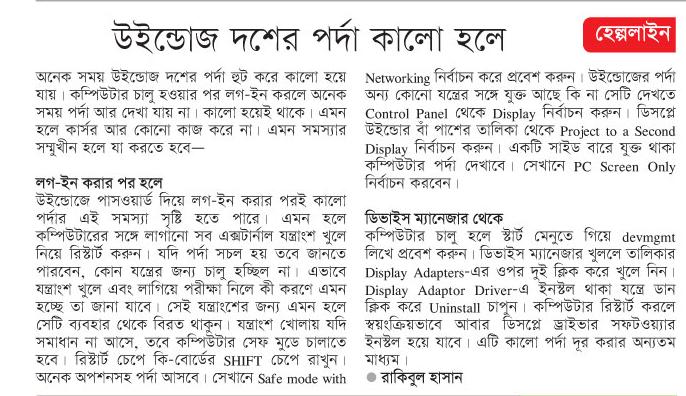 উইন্ডোজ দশের পর্দা কালো হলে
হেল্পলাইন
অনেক সময় উইন্ডোজ দশের পর্দা হুট করে কালো হয়ে
যায়। কম্পিউটার চালু হওয়ার পর লগ-ইন করলে অনেক
সময় পর্দা আর দেখা যায় না। কালো হয়েই থাকে। এমন
হলে কার্সর আর কোনো কাজ করে না। এমন সমস্যার
সম্মুখীন হলে যা করতে হবে—
লগ-ইন করার পর হলে
উইন্ডোজে পাসওয়ার্ড দিয়ে লগ-ইন করার পরই কালো
পর্দার এই সমস্যা সৃষ্টি হতে পারে। এমন হলে
কম্পিউটারের সঙ্গে লাগানো সব এক্সটার্নাল যন্ত্রাংশ খুলে
নিয়ে রিস্টার্ট করুন। যদি পর্দা সচল হয় তবে জানতে
পারবেন, কোন যন্ত্রের জন্য চালু হচ্ছিল না। এভাবে
যন্ত্রাংশ খুলে এবং লাগিয়ে পরীক্ষা নিলে কী করণে এমন
হচ্ছে তা জানা যাবে। সেই যন্ত্রাংশের জন্য এমন হলে
সেটি ব্যবহার থেকে বিরত থাকুন। যন্ত্রাংশ খোলায় যদি
সমাধান না আসে, তবে কম্পিউটার সেফ মুডে চালাতে
হবে। রিস্টার্ট চেপে কি-বোর্ডের SHIFT চেপে রাখুন।
অনেক অপশনসহ পর্দা আসবে। সেখানে Safe mode with
Networking নির্বাচন করে প্রবেশ করুন। উইন্ডোজের পর্দা
অন্য কোনো যন্ত্রের সঙ্গে যুক্ত আছে কি না সেটি দেখতে
Control Panel থেকে Display নির্বাচন করুন। ডিসপ্লে
উইন্ডোর বাঁ পাশের তালিকা থেকে Project to a Second
Display নির্বাচন করুন। একটি সাইড বারে যুক্ত থাকা
কম্পিউটার পর্দা দেখাবে। সেখানে PC Screen Only
নির্বাচন করবেন।
ডিভাইস ম্যানেজার থেকে
কম্পিউটার চালু হলে স্টার্ট মেনুতে গিয়ে devmgmt
লিখে প্রবেশ করুন। ডিভাইস ম্যানেজার খুললে তালিকার
Display Adapters-এর ওপর দুই ক্লিক করে খুলে নিন।
Display Adaptor Driver-এ ইনস্টল থাকা যন্ত্রে ডান
ক্লিক করে Uninstall চাপুন। কম্পিউটার রিস্টার্ট করলে
স্বয়ংক্রিয়ভাবে আবার ডিসপ্লে ড্রাইভার সফটওয়্যার
ইনস্টল হয়ে যাবে। এটি কালো পর্দা দূর করার অন্যতম
মাধ্যম।
● রাকিবুল হাসান